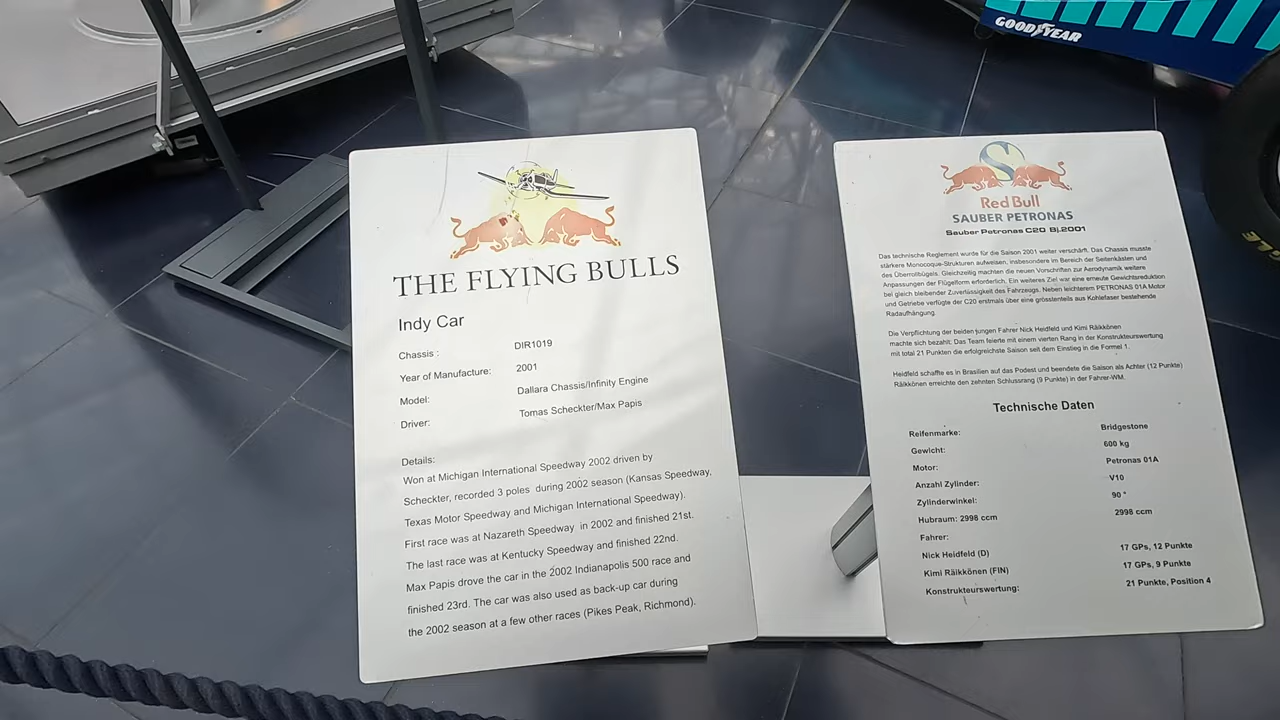 GOODYEAR
THE FLYING BULLS
Indy Car
Chassis : DIR1019
Year of Manufacture: 2001
Model: Dallara Chassis/Infinity Engine
Driver: Tomas Scheckter/Max Papis
Details:
Won at Michigan International Speedway 2002 driven by
Scheckter, recorded 3 poles during 2002 season (Kansas Speedway,
Texas Motor Speedway and Michigan International Speedway).
First race was at Nazareth Speedway in 2002 and finished 21st.
The last race was at Kentucky Speedway and finished 22nd.
Max Papis drove the car in the 2002 Indianapolis 500 race and
finished 23rd. The car was also used as back-up car during
the 2002 season at a few other races (Pikes Peak, Richmond).
S
Red Bull
SAUBER PETRONAS
Sauber Petronas C20 Bj.2001
Das technische Reglement wurde für die Saison 2001 weiter verschärft. Das Chassis musste
stärkere Monocoque-Strukturen aufweisen, insbesondere im Bereich der Seitenkästen und
des Überrollbügels. Gleichzeitig machten die neuen Vorschriften zur Aerodynamik weitere
Anpassungen der Flügelform erforderlich. Ein weiteres Ziel war eine erneute Gewichtsreduktion
bei gleich bleibender Zuverlässigkeit des Fahrzeugs. Neben leichterem PETRONAS 01A Motor
und Getriebe verfügte der C20 erstmals über eine grösstenteils aus Kohlefaser bestehende
Radaufhängung.
Die Verpflichtung der beiden jungen Fahrer Nick Heidfeld und Kimi Räikkönen
machte sich bezahlt: Das Team feierte mit einem vierten Rang in der Konstrukteurswertung
mit total 21 Punkten die erfolgreichste Saison seit dem Einstieg in die Formel 1.
Heidfeld schaffte es in Brasilien auf das Podest und beendete die Saison als Achter (12 Punkte)
Räikkönen erreichte den zehnten Schlussrang (9 Punkte) in der Fahrer-WM.
Technische Daten
Reifenmarke: Bridgestone
Gewicht: 600 kg
Motor: Petronas 01A
Anzahl Zylinder: V10
Zylinderwinkel: 90 °
Hubraum: 2998 ccm 2998 ccm
Fahrer:
Nick Heidfeld (D) 17 GPs, 12 Punkte
Kimi Räikkönen (FIN) 17 GPs, 9 Punkte
Konstrukteurswertung: 21 Punkte, Position 4